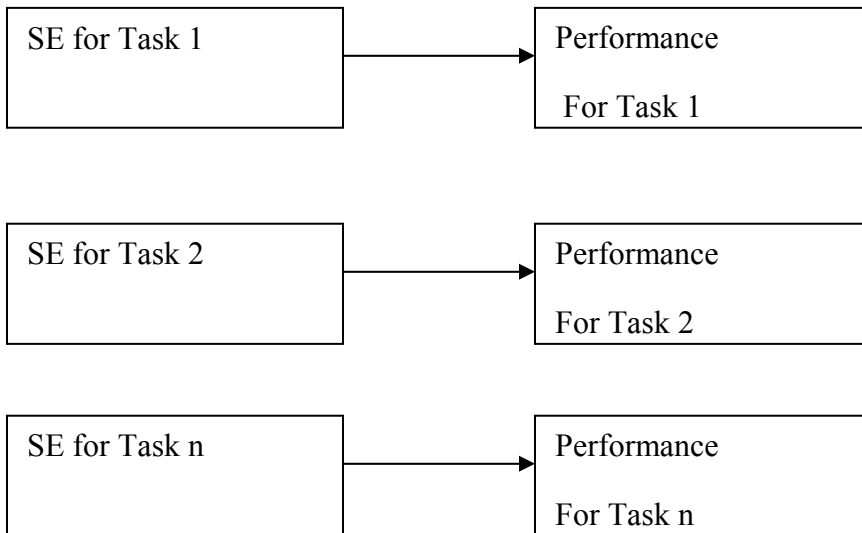 SE for Task 1
Performance
For Task 1
SE for Task 2
Performance
For Task 2
SE for Task n
Performance
For Task n